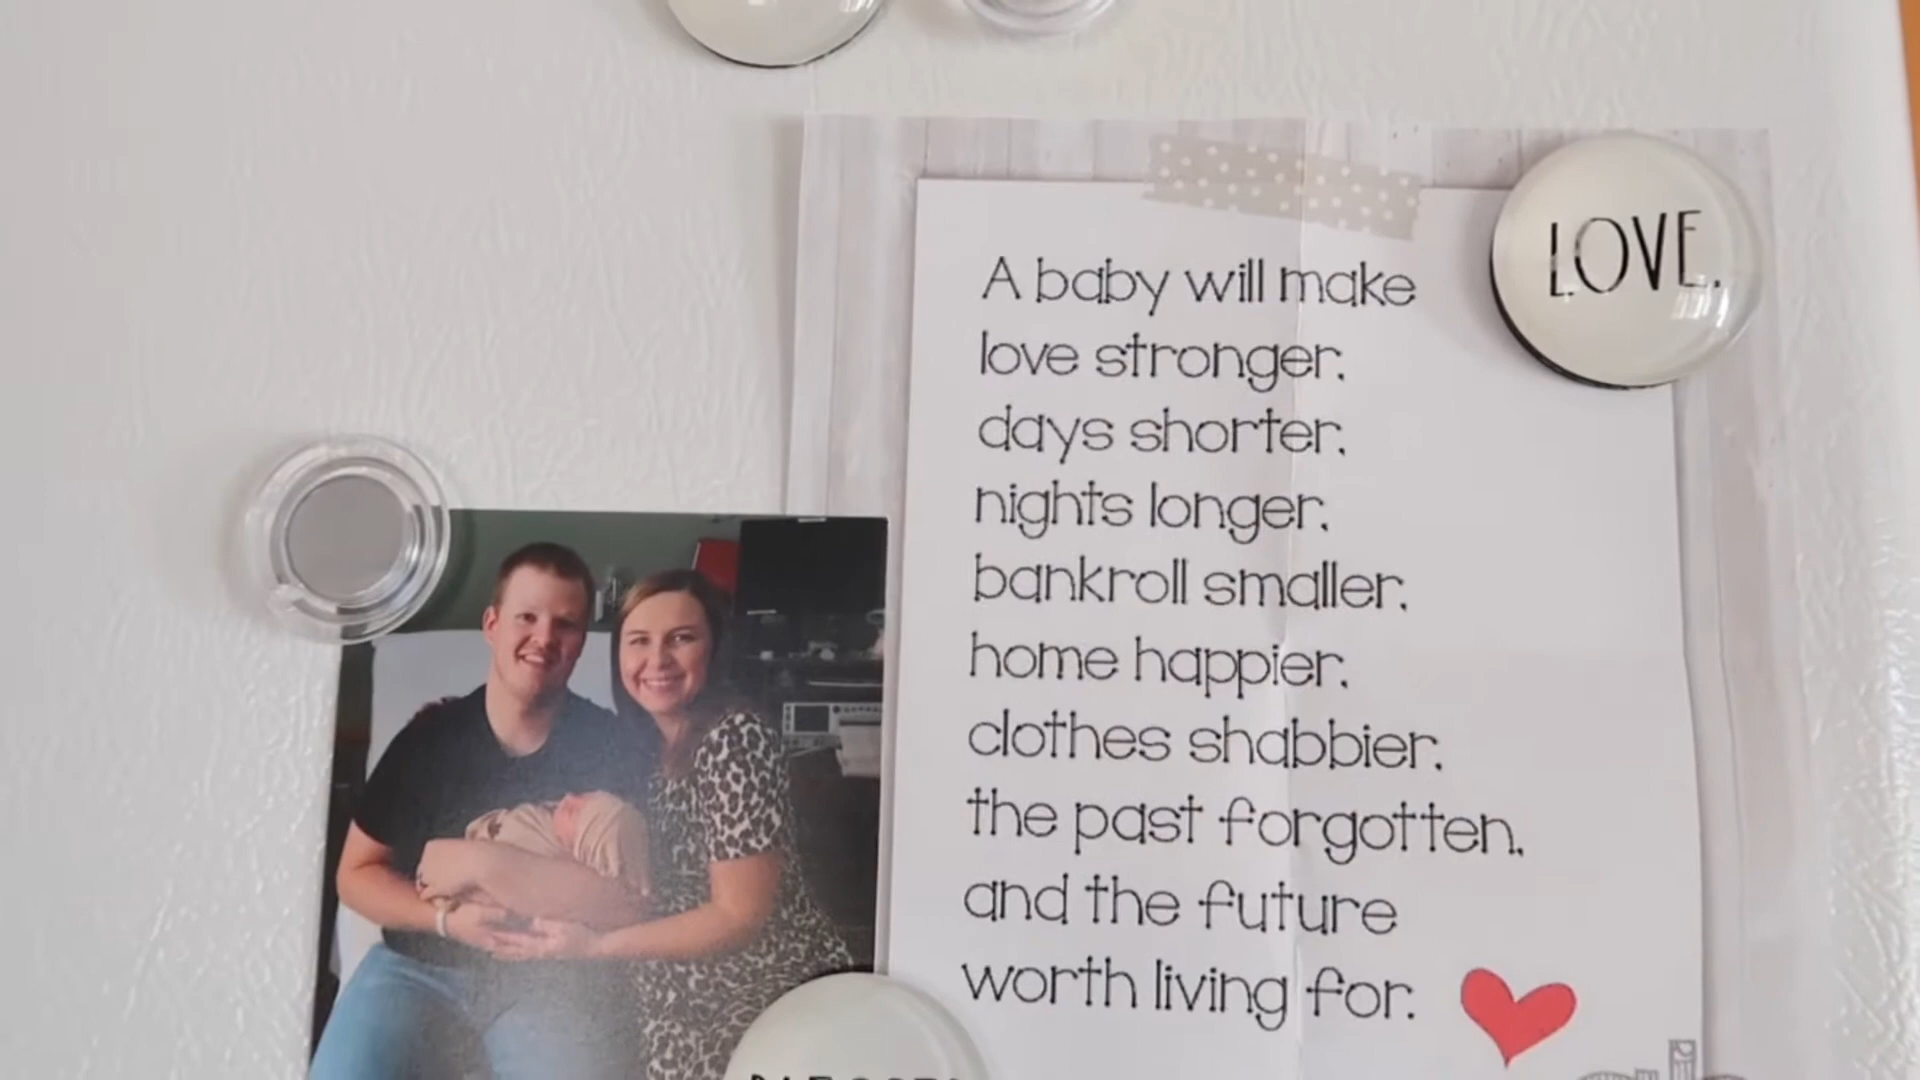 LOVE.
A baby will make
love stronger.
days shorter.
nights longer.
bankroll smaller.
home happier.
clothes shabbier.
the past forgotten.
and the future
worth living for.